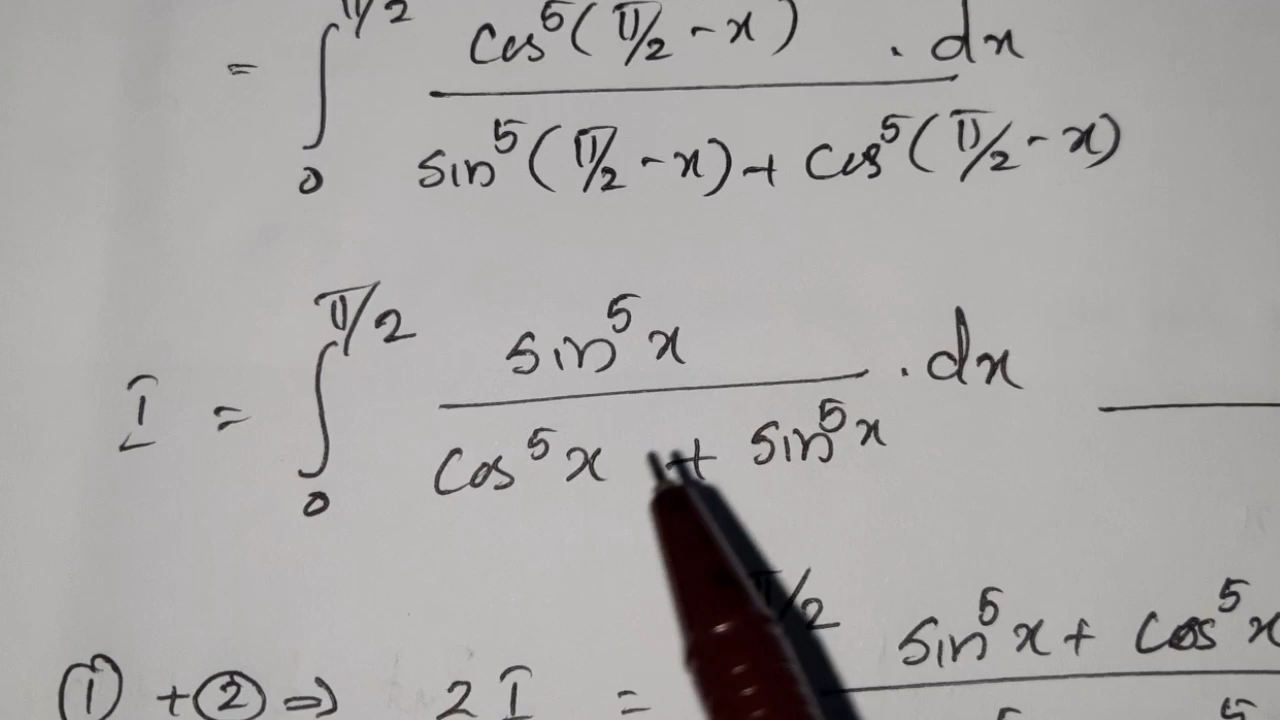 = ∫₀^{π/2} cos⁵(π/2 - x) / sin⁵(π/2 - x) + cos⁵(π/2 - x) . dx
I = ∫₀^{π/2} sin⁵x / cos⁵x + sin⁵x . dx
① + ② ⇒ 2I = π/2 sin⁵x + cos⁵x